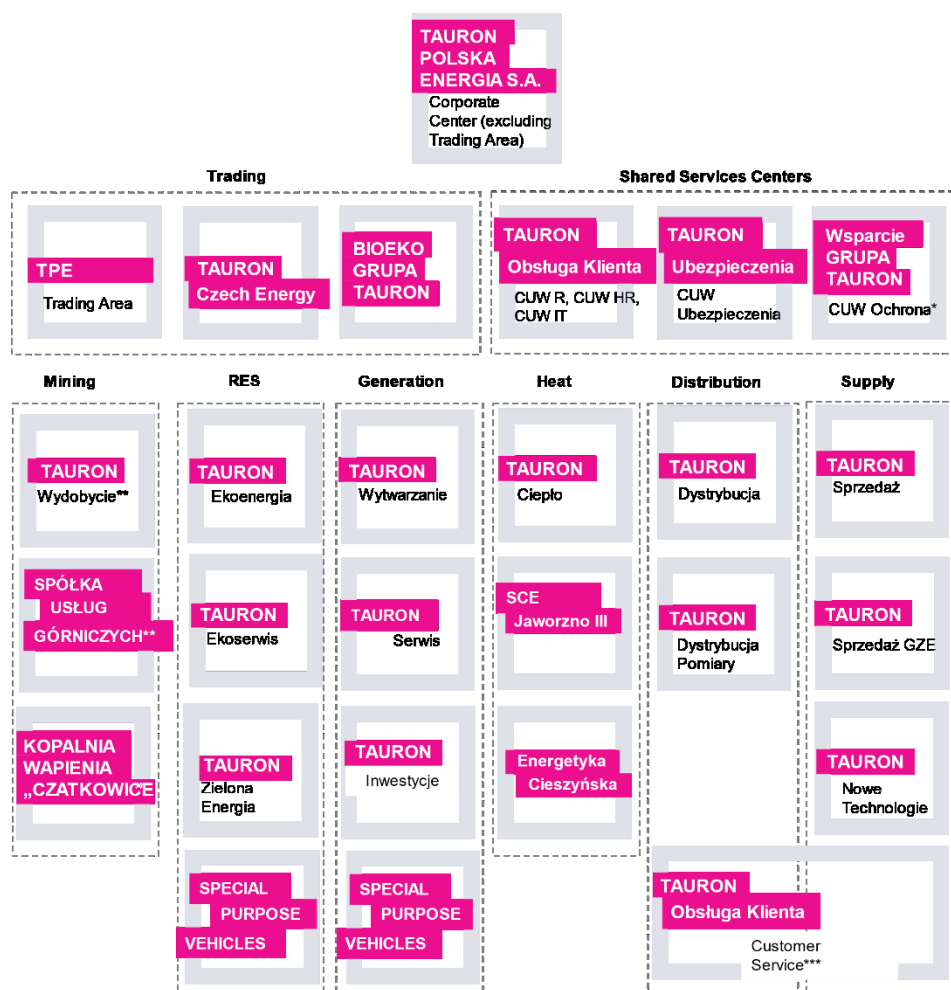 TAURON
POLSKA
ENERGIA S.A.
Corporate
Center (excluding
Trading Area)
Trading
TPE
Trading Area
TAURON
Czech Energy
BIOEKO
GRUPA
TAURON
Shared Services Centers
TAURON
Obsługa Klienta
CUW R, CUW HR,
CUW IT
TAURON
Ubezpieczenia
CUW
Ubezpieczenia
Wsparcie
GRUPA
TAURON
CUW Ochrona*
Mining
TAURON
Wydobycie**
SPÓŁKA
USŁUG
GÓRNICZYCH**
KOPALNIA
WAPIENIA
„CZATKOWICE
RES
TAURON
Ekoenergia
TAURON
Ekoserwis
TAURON
Zielona
Energia
SPECIAL
PURPOSE
VEHICLES
Generation
TAURON
Wytwarzanie
TAURON
Serwis
TAURON
Inwestycje
SPECIAL
PURPOSE
VEHICLES
Heat
TAURON
Ciepło
SCE
Jaworzno III
Energetyka
Cieszyńska
Distribution
TAURON
Dystrybucja
TAURON
Dystrybucja
Pomiary
Supply
TAURON
Sprzedaż
TAURON
Sprzedaż GZE
TAURON
Nowe
Technologie
TAURON
Obsługa Klienta
Customer
Service***